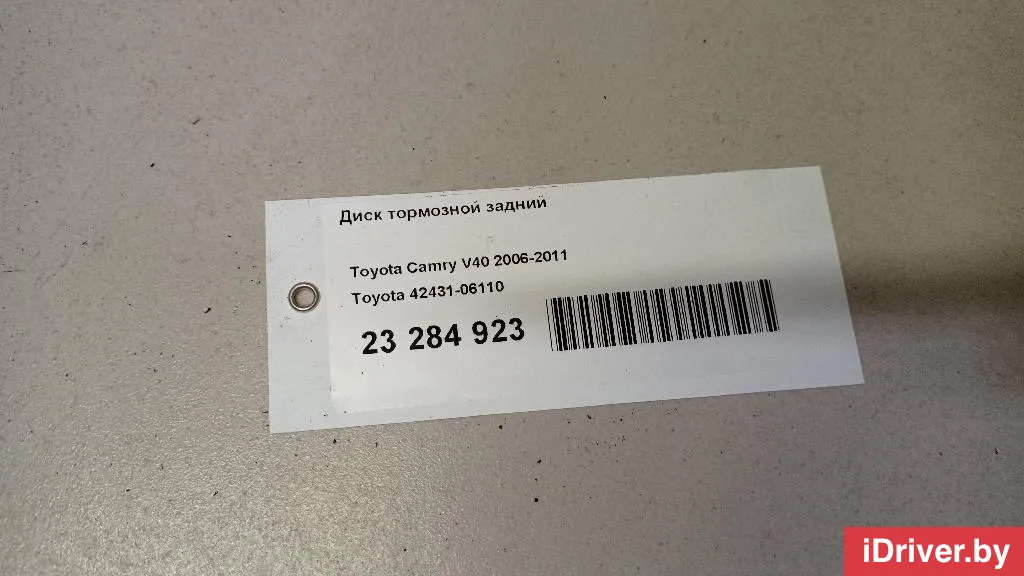 Диск тормозной задний
Toyota Camry V40 2006-2011
Toyota 42431-06110
23 284 923
iDriver.by